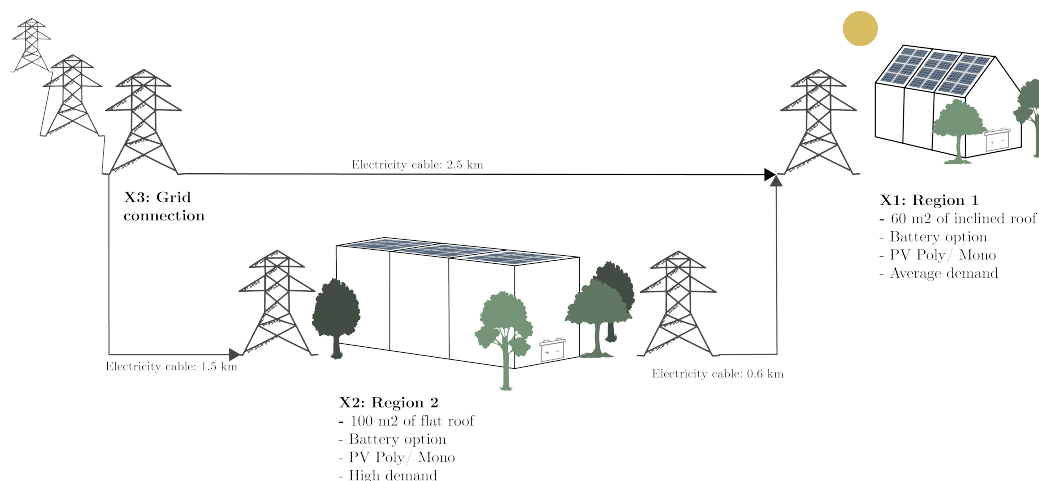 Electricity cable: 2.5 km
X3: Grid
connection
X1: Region 1
- 60 m2 of inclined roof
- Battery option
- PV Poly/ Mono
- Average demand
Electricity cable: 1.5 km
Electricity cable: 0.6 km
X2: Region 2
- 100 m2 of flat roof
- Battery option
- PV Poly/ Mono
- High demand